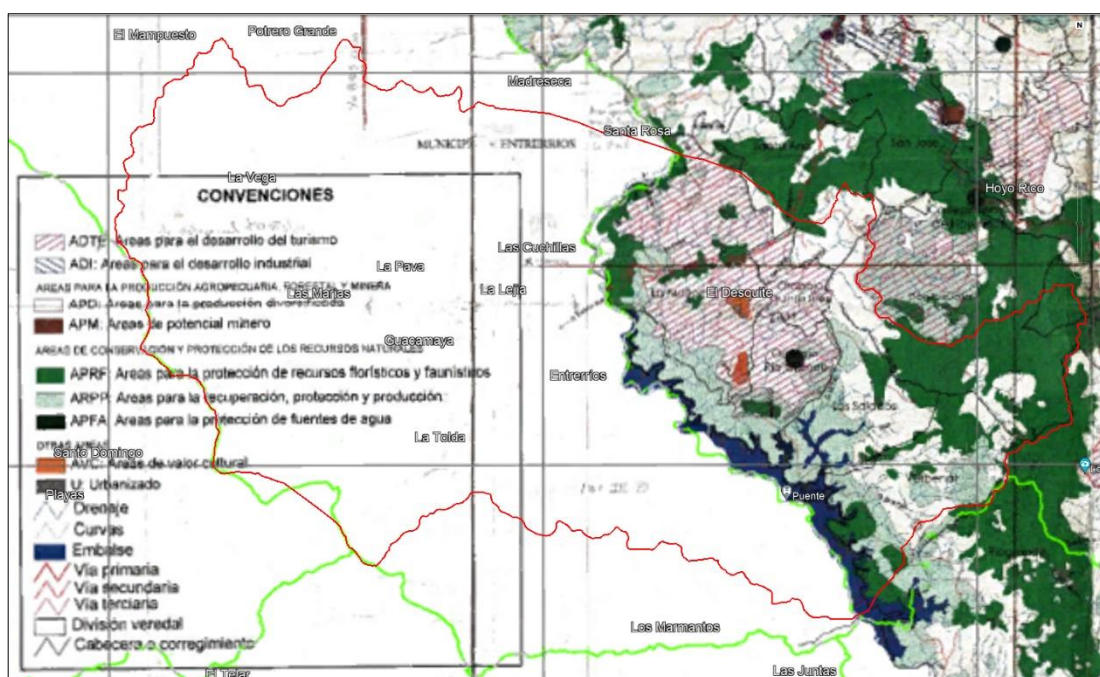 El Mampuesto
Potrero Grande
N
Madreseca
Santa Rosa
San José
MUNICIPIO ENTRERRIOS
Hoyo Rico
La Vega
CONVENCIONES
ADTE: Areas para el desarrollo del turismo
ADI: Areas para el desarrollo industrial
Las Cuchillas
La Pava
AREAS PARA LA PRODUCCIÓN AGROPECUARIA, FORESTAL Y MINERA
Las Marías
La Lejía
El Desquite
APD: Areas para la producción diversificada
APM: Areas de potencial minero
Guacamaya
AREAS DE CONSERVACIÓN Y PROTECCIÓN DE LOS RECURSOS NATURALES
APRF: Areas para la protección de recursos florísticos y faunísticos
Entrerríos
ARPP: Areas para la recuperación, protección y producción
APFA: Areas para la protección de fuentes de agua
La Tolda
OTRAS AREAS
Santo Domingo
AVC: Areas de valor cultural
U: Urbanizado
Playas
Puente
Drenaje
Curvas
Embalse
Vía primaria
Vía secundaria
Vía terciaria
División veredal
Los Marmantos
Cabecera o corregimiento
Las Juntas
El Telar